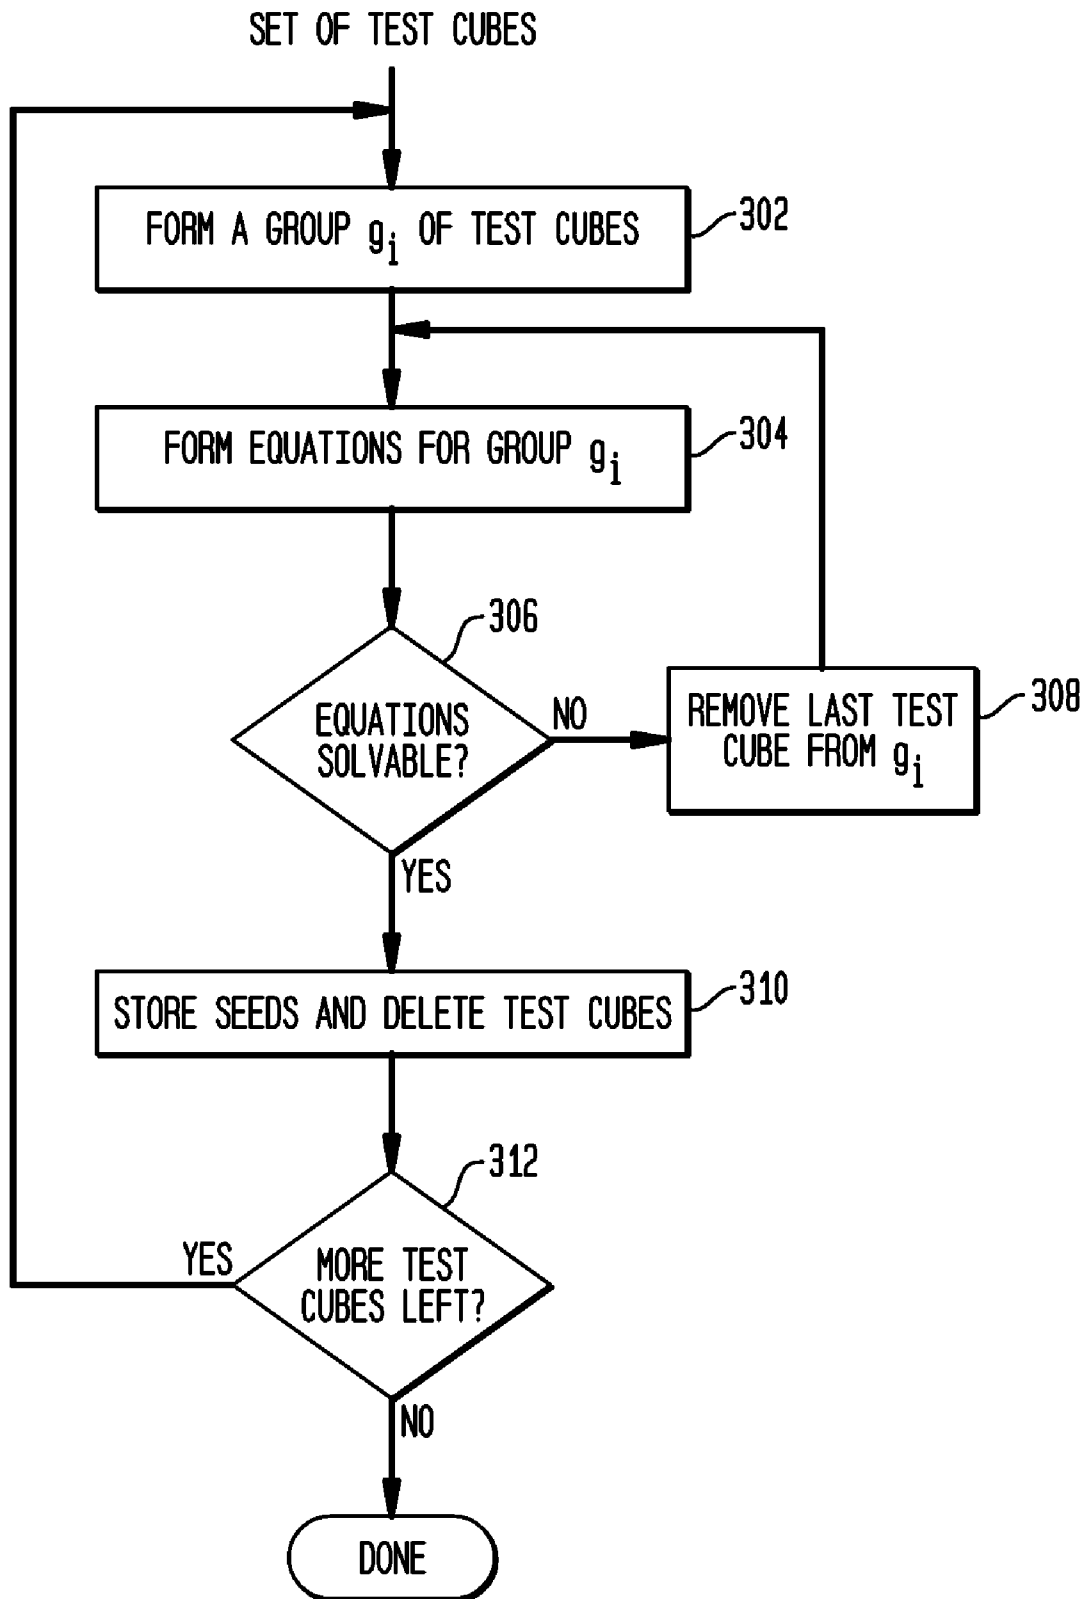 SET OF TEST CUBES
FORM A GROUP gi OF TEST CUBES
302
FORM EQUATIONS FOR GROUP gi
304
306
EQUATIONS
SOLVABLE?
NO
REMOVE LAST TEST
CUBE FROM gi
308
YES
STORE SEEDS AND DELETE TEST CUBES
310
312
YES
MORE TEST
CUBES LEFT?
NO
DONE